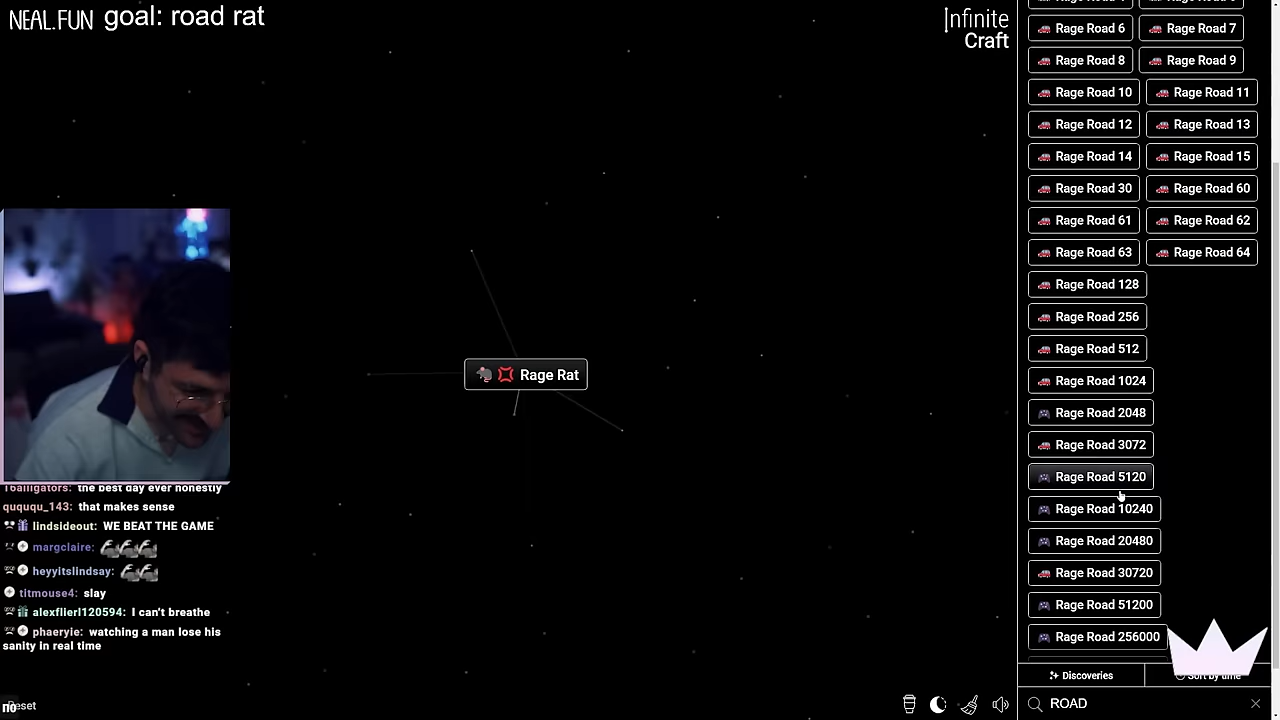 NEAL.FUN goal: road rat
Infinite
Craft
Rage Road 6 Rage Road 7
Rage Road 8 Rage Road 9
Rage Road 10 Rage Road 11
Rage Road 12 Rage Road 13
Rage Road 14 Rage Road 15
Rage Road 30 Rage Road 60
Rage Road 61 Rage Road 62
Rage Road 63 Rage Road 64
Rage Road 128
Rage Road 256
Rage Road 512
Rage Road 1024
Rage Road 2048
Rage Road 3072
Rage Road 5120
Rage Road 10240
Rage Road 20480
Rage Road 30720
Rage Road 51200
Rage Road 256000
Discoveries Sort by time
ROAD
Rage Rat
16alligators: the best day ever honestly
quququ_143: that makes sense
lindsideout: WE BEAT THE GAME
margclaire:
heyyitslindsay:
titmouse4: slay
alexflierl120594: I can't breathe
phaeryie: watching a man lose his
sanity in real time
no